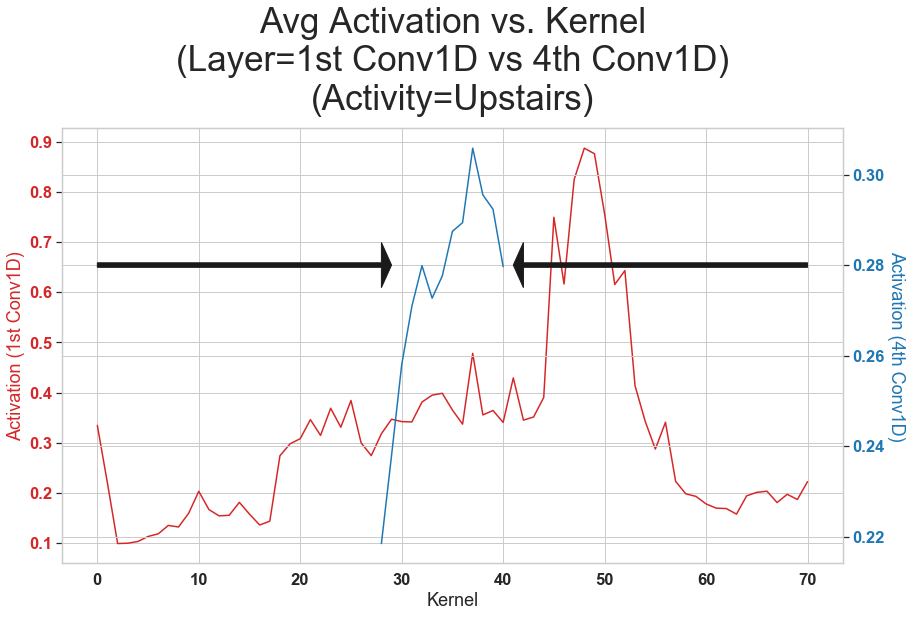 Avg Activation vs. Kernel
(Layer=1st Conv1D vs 4th Conv1D)
(Activity=Upstairs)
Activation (1st Conv1D)
0.9
0.8
0.7
0.6
0.5
0.4
0.3
0.2
0.1
0 10 20 30 40 50 60 70
Kernel
0.30
0.28
0.26
0.24
0.22
Activation (4th Conv1D)